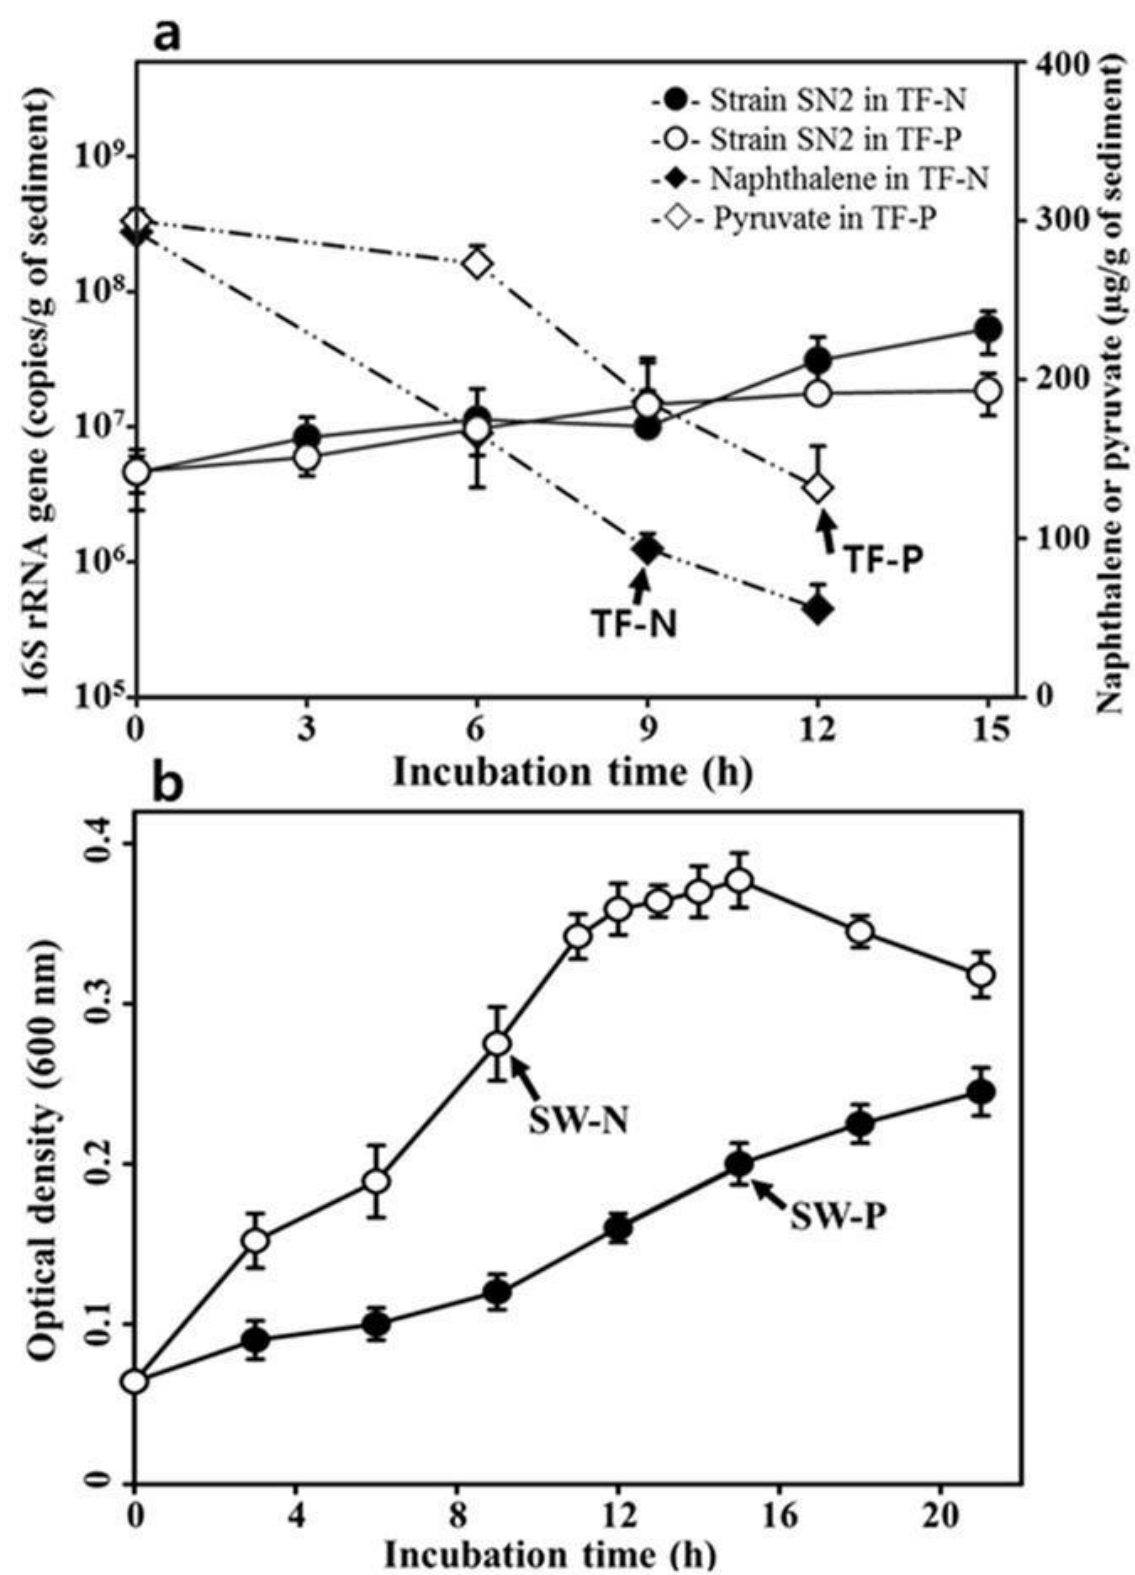 a
-●- Strain SN2 in TF-N
-○- Strain SN2 in TF-P
-◆- Naphthalene in TF-N
-◇- Pyruvate in TF-P
16S rRNA gene (copies/g of sediment)
10⁹
10⁸
10⁷
10⁶
10⁵
400
300
200
100
0
Naphthalene or pyruvate (µg/g of sediment)
TF-P
TF-N
0 3 6 9 12 15
Incubation time (h)
b
Optical density (600 nm)
0.4
0.3
0.2
0.1
0
SW-N
SW-P
0 4 8 12 16 20
Incubation time (h)